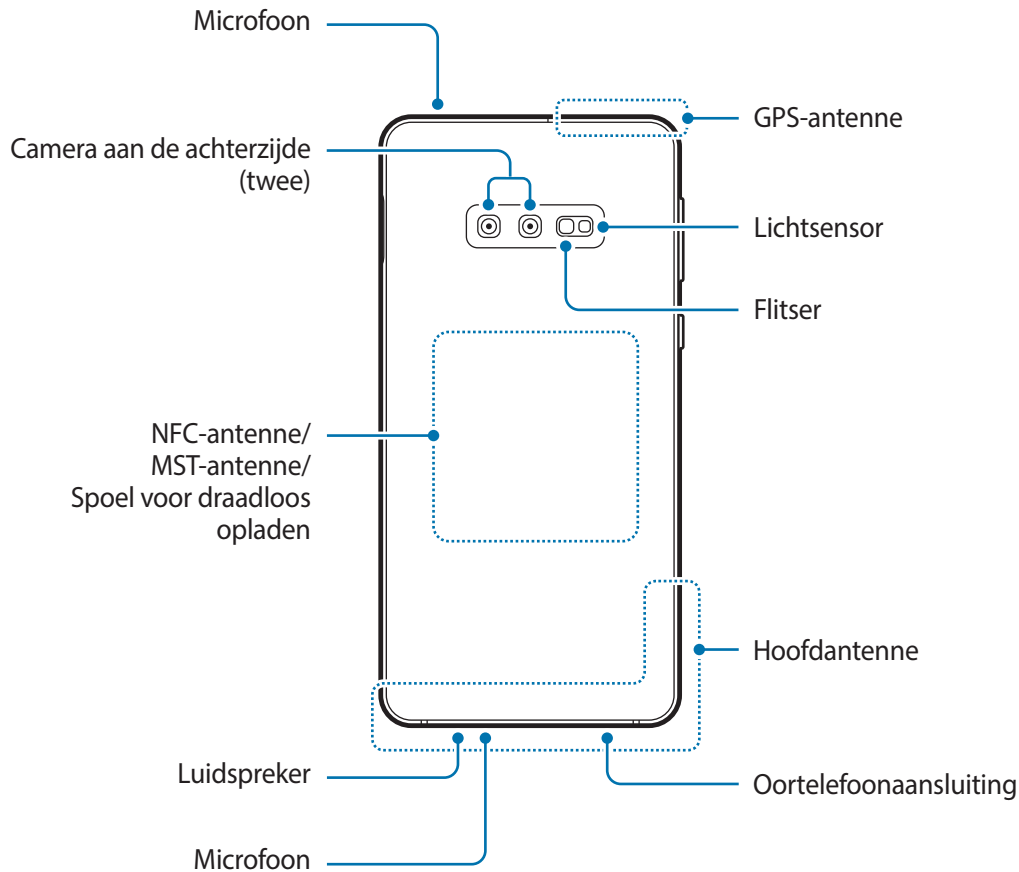 Microfoon
GPS-antenne
Camera aan de achterzijde
(twee)
Lichtsensor
Flitser
NFC-antenne/
MST-antenne/
Spoel voor draadloos
opladen
Hoofdantenne
Luidspreker
Oortelefoonaansluiting
Microfoon